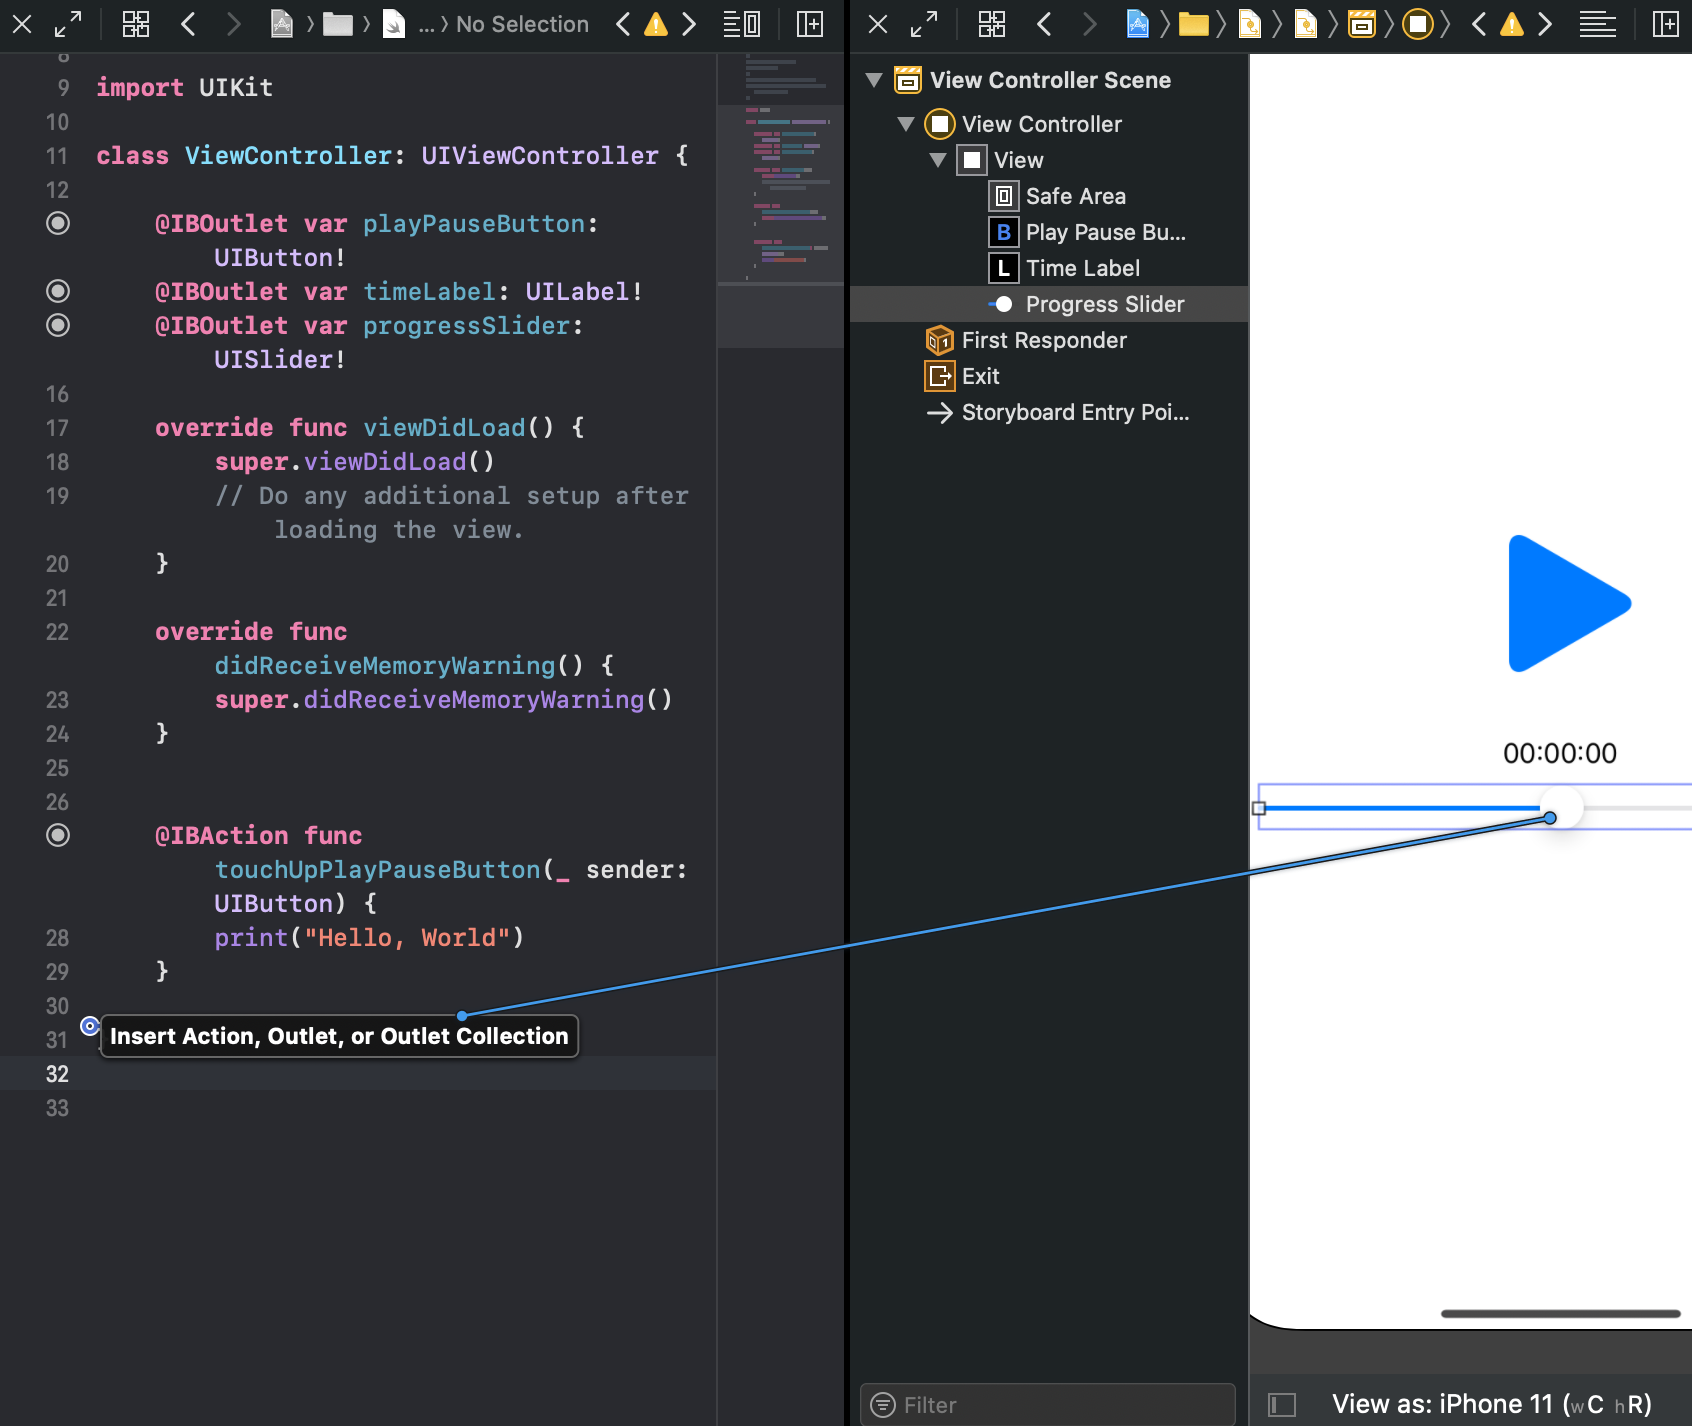 ... No Selection
8
9 import UIKit
10
11 class ViewController: UIViewController {
12
@IBOutlet var playPauseButton:
UIButton!
@IBOutlet var timeLabel: UILabel!
@IBOutlet var progressSlider:
UISlider!
16
17 override func viewDidLoad() {
18 super.viewDidLoad()
19 // Do any additional setup after
loading the view.
20 }
21
22 override func
didReceiveMemoryWarning() {
23 super.didReceiveMemoryWarning()
24 }
25
26
@IBAction func
touchUpPlayPauseButton(_ sender:
UIButton) {
28 print("Hello, World")
29 }
30
31
Insert Action, Outlet, or Outlet Collection
32
33
View Controller Scene
View Controller
View
Safe Area
B Play Pause Bu...
L Time Label
Progress Slider
First Responder
Exit
Storyboard Entry Poi...
Filter
00:00:00
View as: iPhone 11 (wC hR)